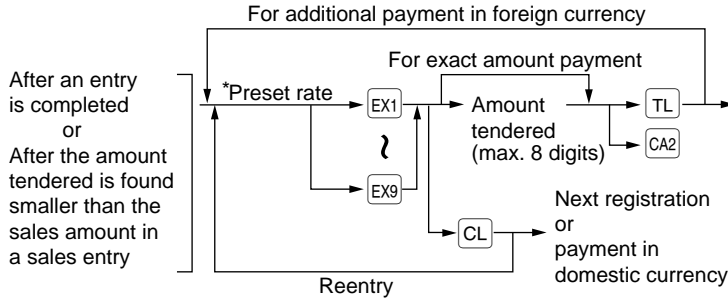 For additional payment in foreign currency
For exact amount payment
After an entry
is completed
or
After the amount
tendered is found
smaller than the
sales amount in
a sales entry
*Preset rate
EX1
~
EX9
Amount
tendered
(max. 8 digits)
TL
CA2
CL
Next registration
or
payment in
domestic currency
Reentry